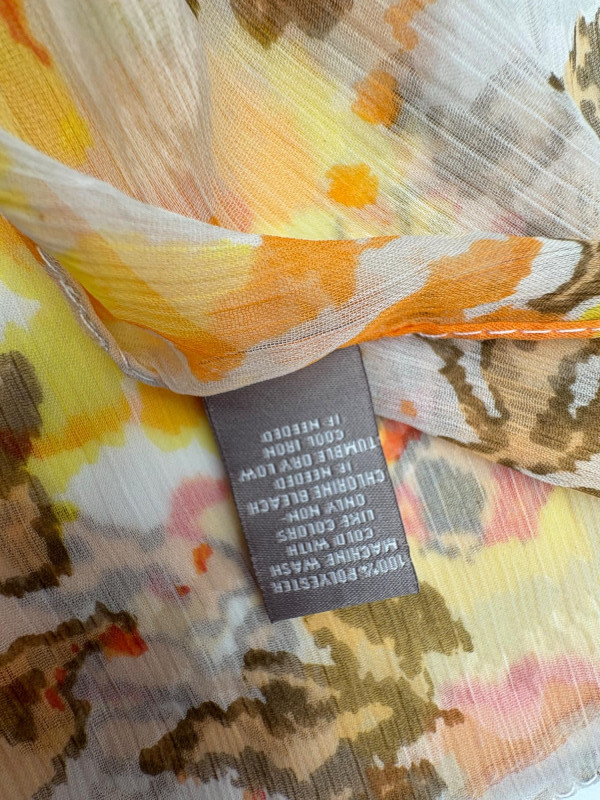 100% POLYESTER
MACHINE WASH
COLD WITH
LIKE COLORS
ONLY NON-
CHLORINE BLEACH
IF NEEDED
TUMBLE DRY LOW
COOL IRON
IF NEEDED